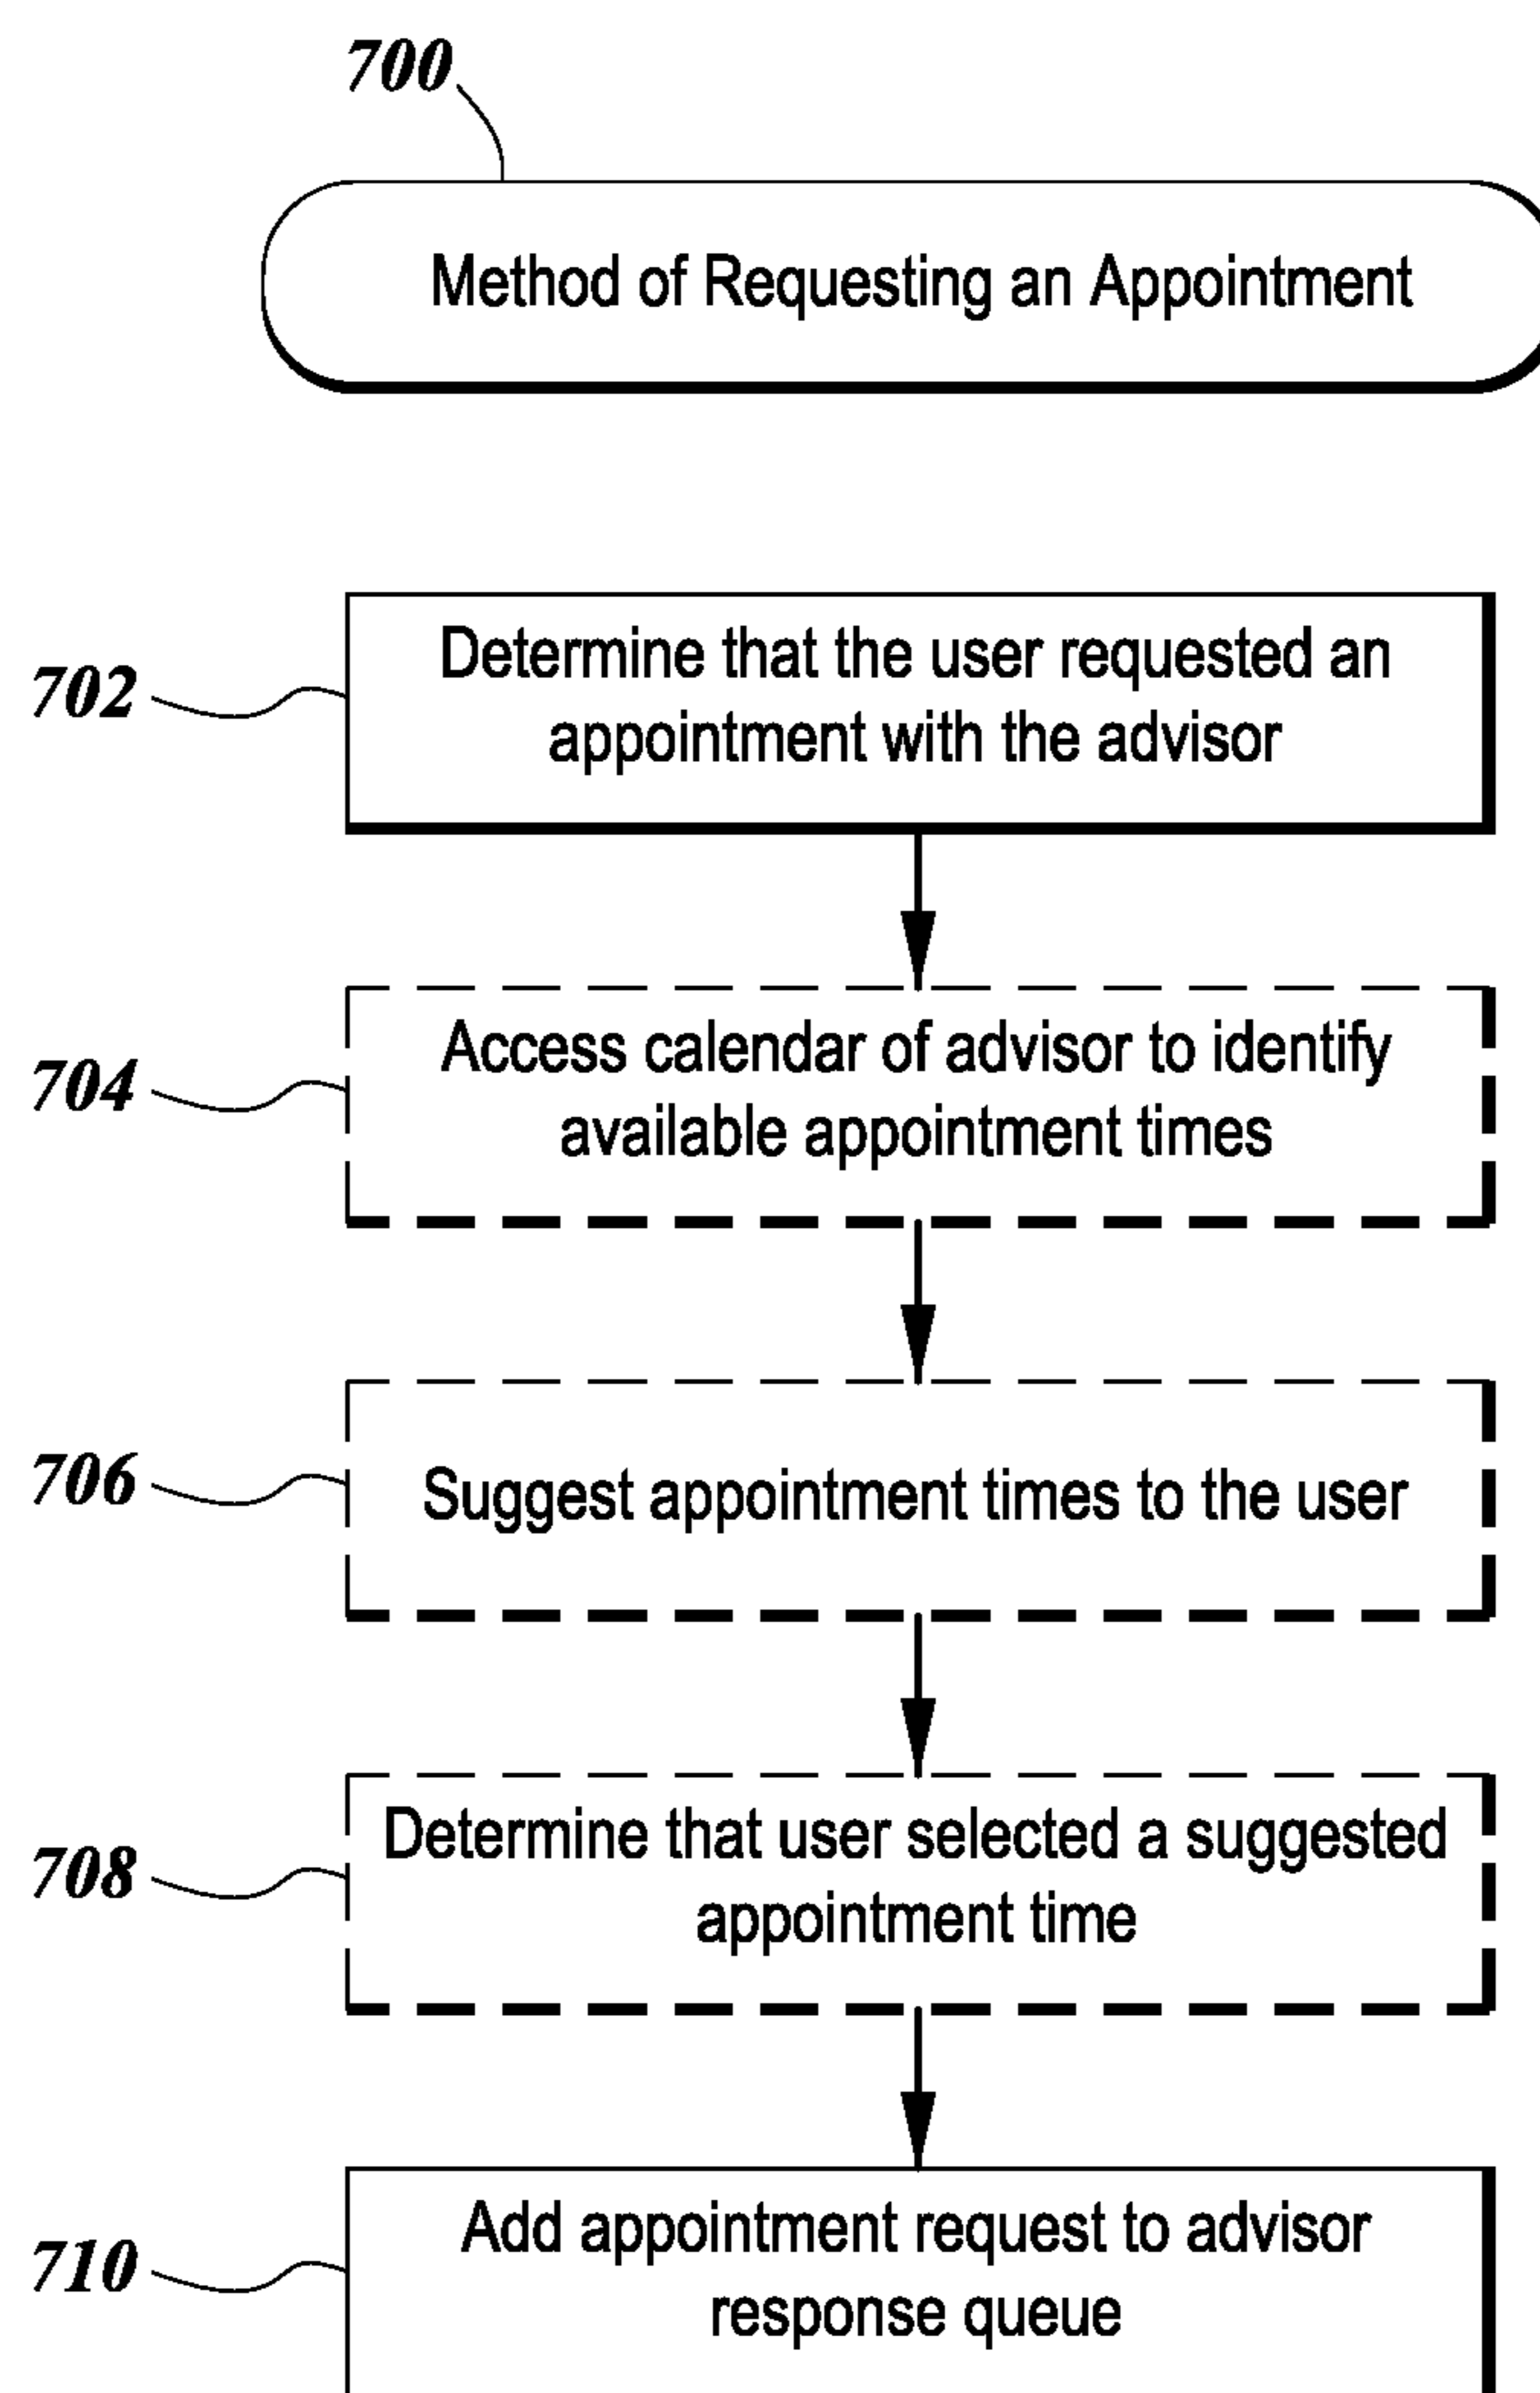 700
Method of Requesting an Appointment
702
Determine that the user requested an
appointment with the advisor
704
Access calendar of advisor to identify
available appointment times
706
Suggest appointment times to the user
708
Determine that user selected a suggested
appointment time
710
Add appointment request to advisor
response queue